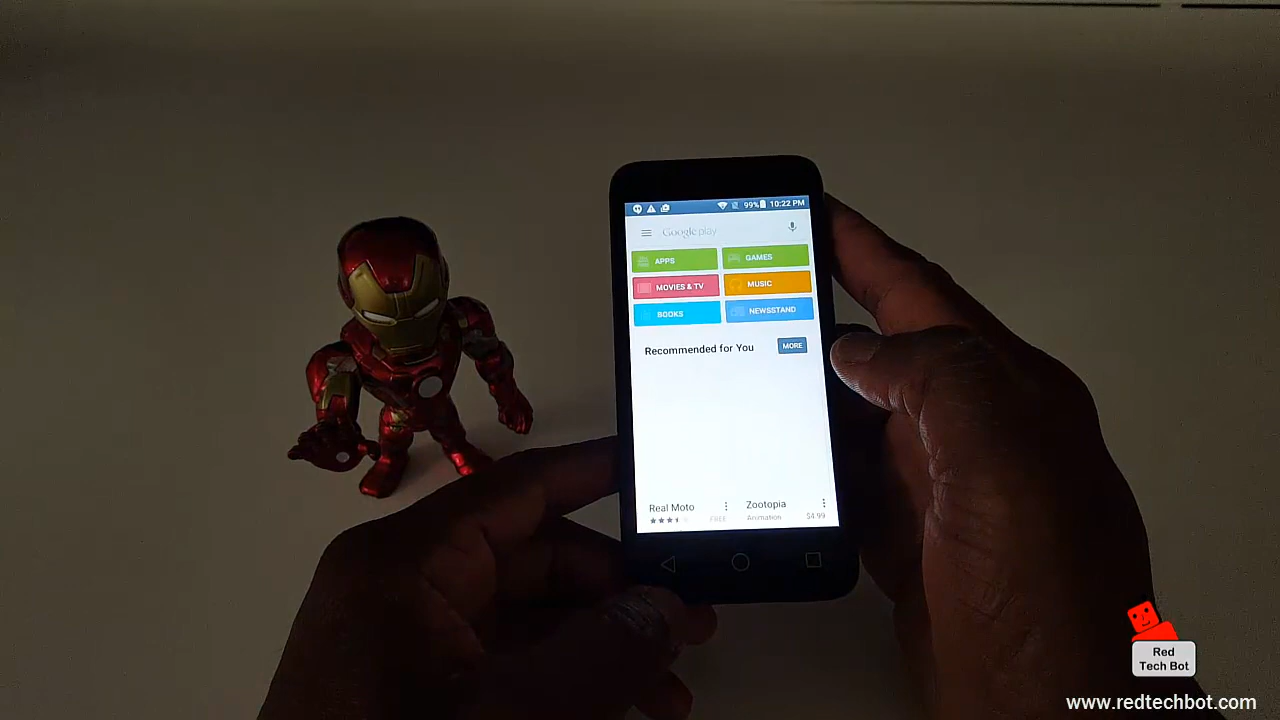 99% 10:22 PM
Google play
APPS
GAMES
MOVIES & TV
MUSIC
BOOKS
NEWSSTAND
Recommended for You
MORE
Real Moto
FREE
Zootopia
Animation
$4.99
Red
Tech Bot
www.redtechbot.com